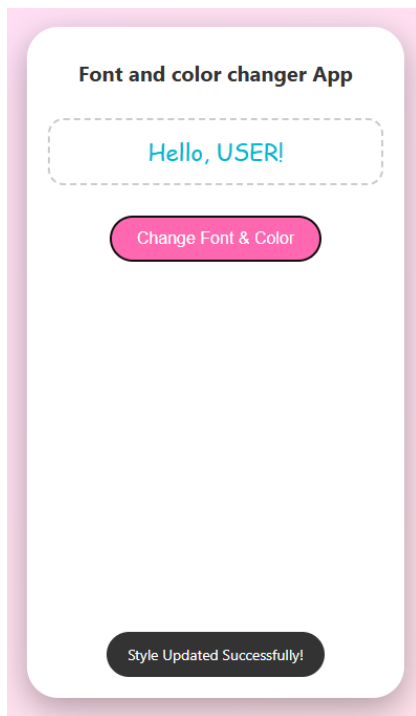 Font and color changer App
Hello, USER!
Change Font & Color
Style Updated Successfully!